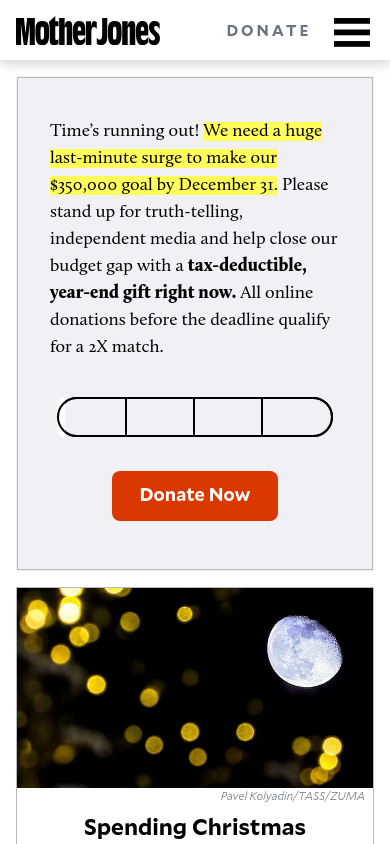 Mother Jones
DONATE
Time’s running out! We need a huge
last-minute surge to make our
$350,000 goal by December 31. Please
stand up for truth-telling,
independent media and help close our
budget gap with a tax-deductible,
year-end gift right now. All online
donations before the deadline qualify
for a 2X match.
Donate Now
Pavel Kolyadin/TASS/ZUMA
Spending Christmas